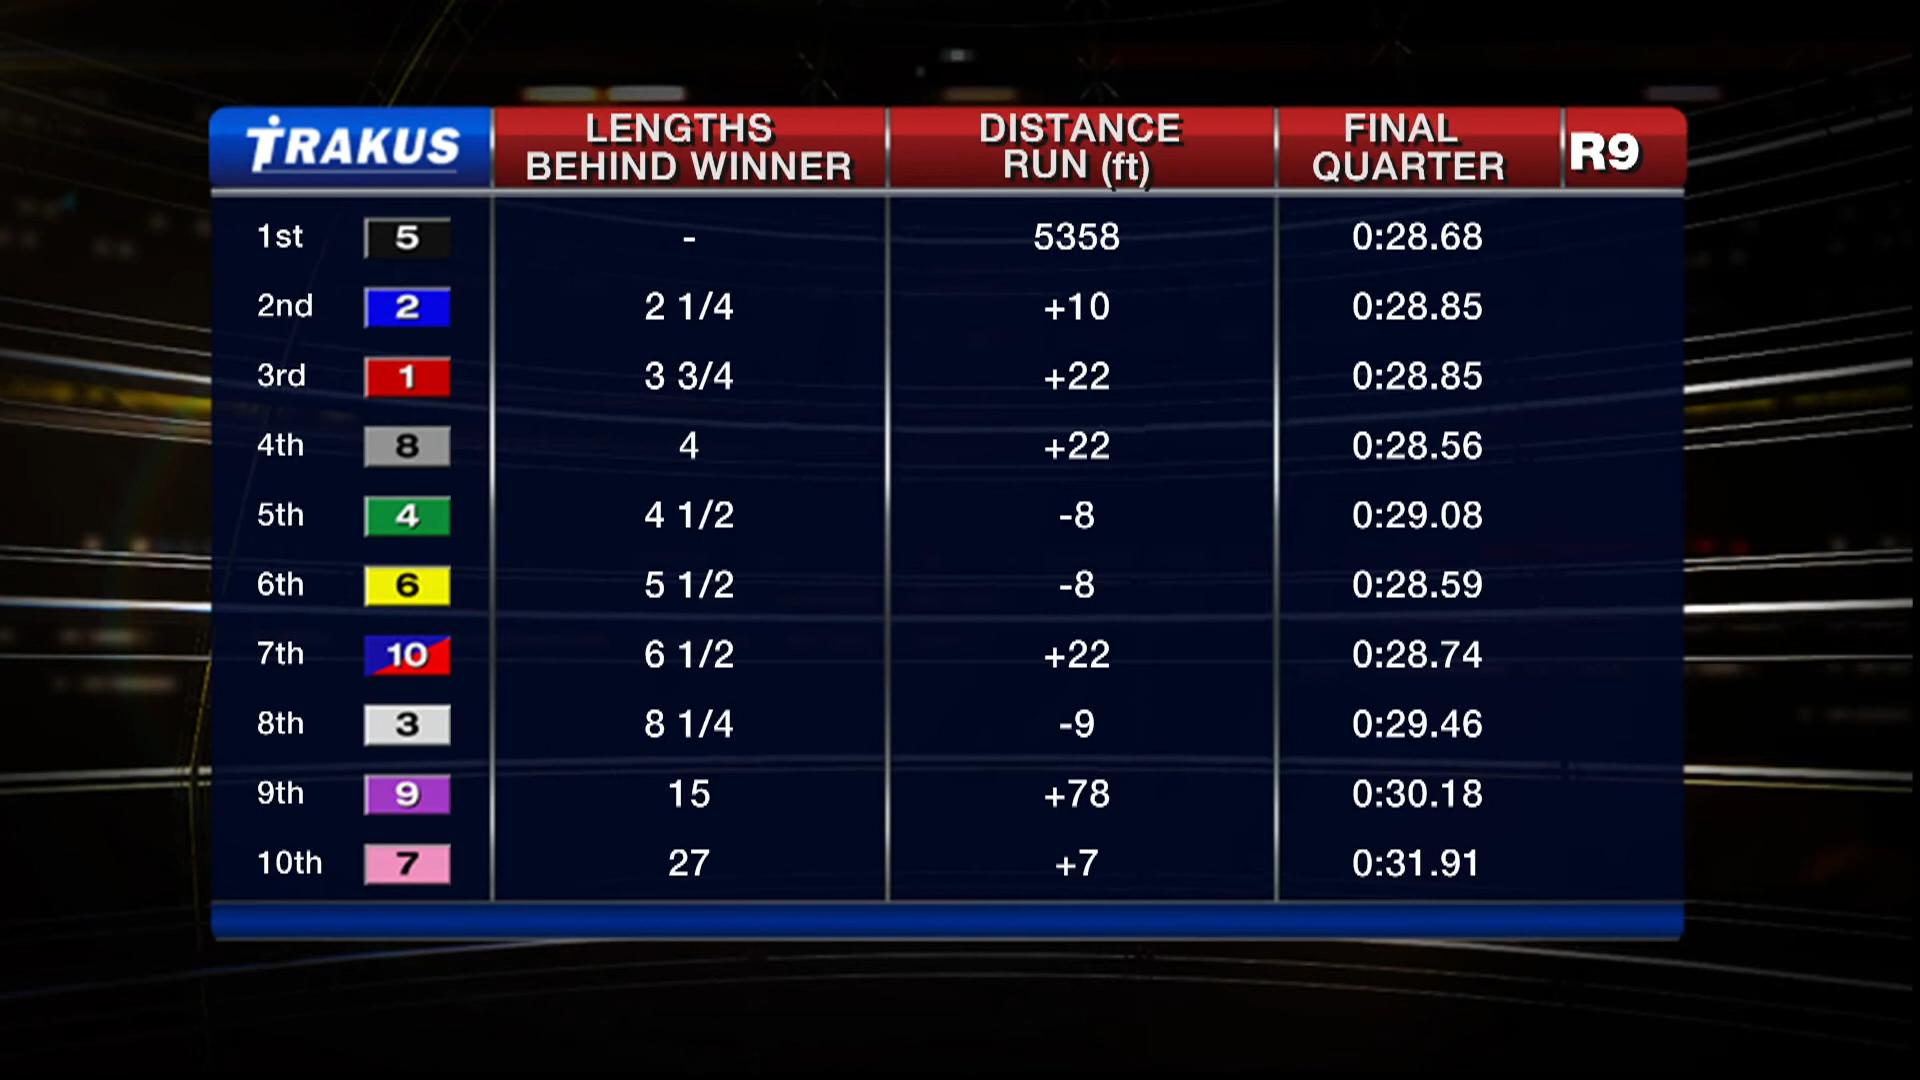 TRAKUS LENGTHS BEHIND WINNER DISTANCE RUN (ft) FINAL QUARTER R9
1st 5 - 5358 0:28.68
2nd 2 2 1/4 +10 0:28.85
3rd 1 3 3/4 +22 0:28.85
4th 8 4 +22 0:28.56
5th 4 4 1/2 -8 0:29.08
6th 6 5 1/2 -8 0:28.59
7th 10 6 1/2 +22 0:28.74
8th 3 8 1/4 -9 0:29.46
9th 9 15 +78 0:30.18
10th 7 27 +7 0:31.91